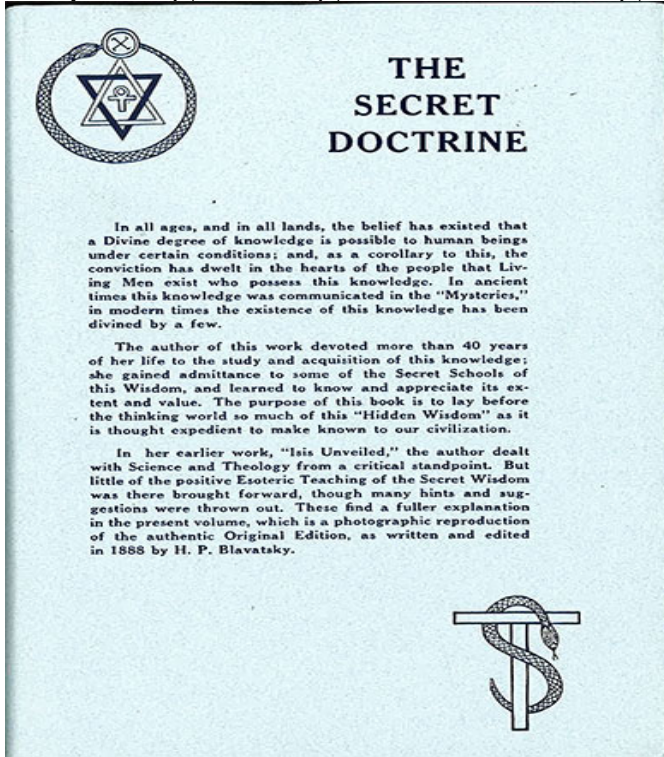 THE
SECRET
DOCTRINE
In all ages, and in all lands, the belief has existed that
a Divine degree of knowledge is possible to human beings
under certain conditions; and, as a corollary to this, the
conviction has dwelt in the hearts of the people that Liv-
ing Men exist who possess this knowledge. In ancient
times this knowledge was communicated in the "Mysteries,"
in modern times the existence of this knowledge has been
divined by a few.
The author of this work devoted more than 40 years
of her life to the study and acquisition of this knowledge;
she gained admittance to some of the Secret Schools of
this Wisdom, and learned to know and appreciate its ex-
tent and value. The purpose of this book is to lay before
the thinking world so much of this "Hidden Wisdom" as it
is thought expedient to make known to our civilization.
In her earlier work, "Isis Unveiled," the author dealt
with Science and Theology from a critical standpoint. But
little of the positive Esoteric Teaching of the Secret Wisdom
was there brought forward, though many hints and sug-
gestions were thrown out. These find a fuller explanation
in the present volume, which is a photographic reproduction
of the authentic Original Edition, as written and edited
in 1888 by H. P. Blavatsky.